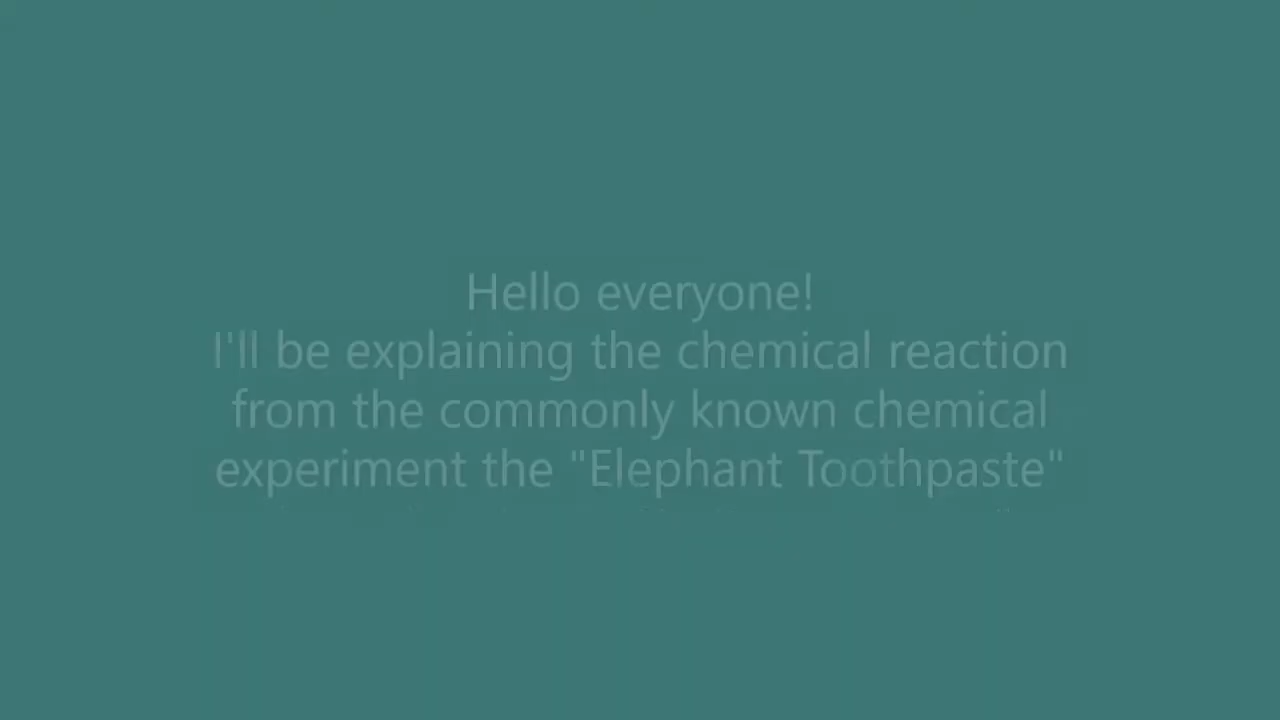 Hello everyone!
I'll be explaining the chemical reaction
from the commonly known chemical
experiment the "Elephant Toothpaste"